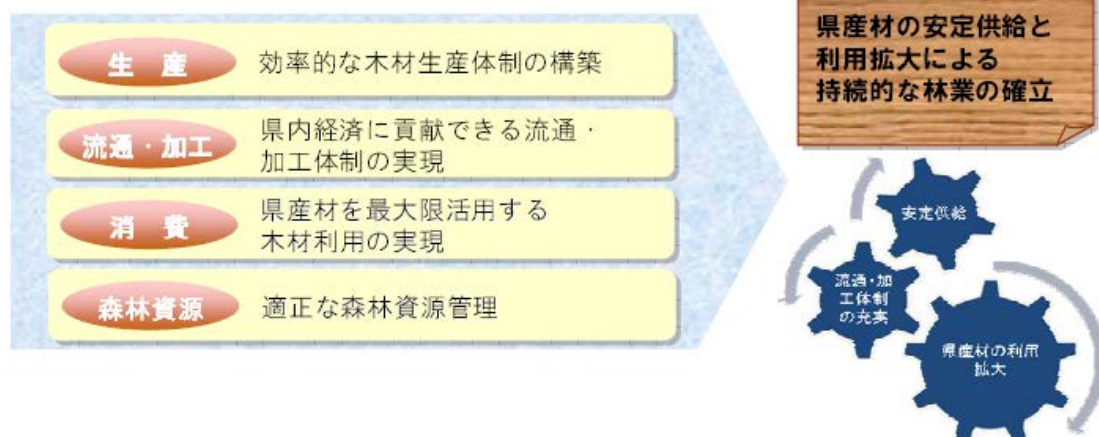 生 産
効率的な木材生産体制の構築
流通・加工
県内経済に貢献できる流通・
加工体制の実現
消 費
県産材を最大限活用する
木材利用の実現
森林資源
適正な森林資源管理
県産材の安定供給と
利用拡大による
持続的な林業の確立
安定供給
流通・加
工体制
の充実
県産材の利用
拡大